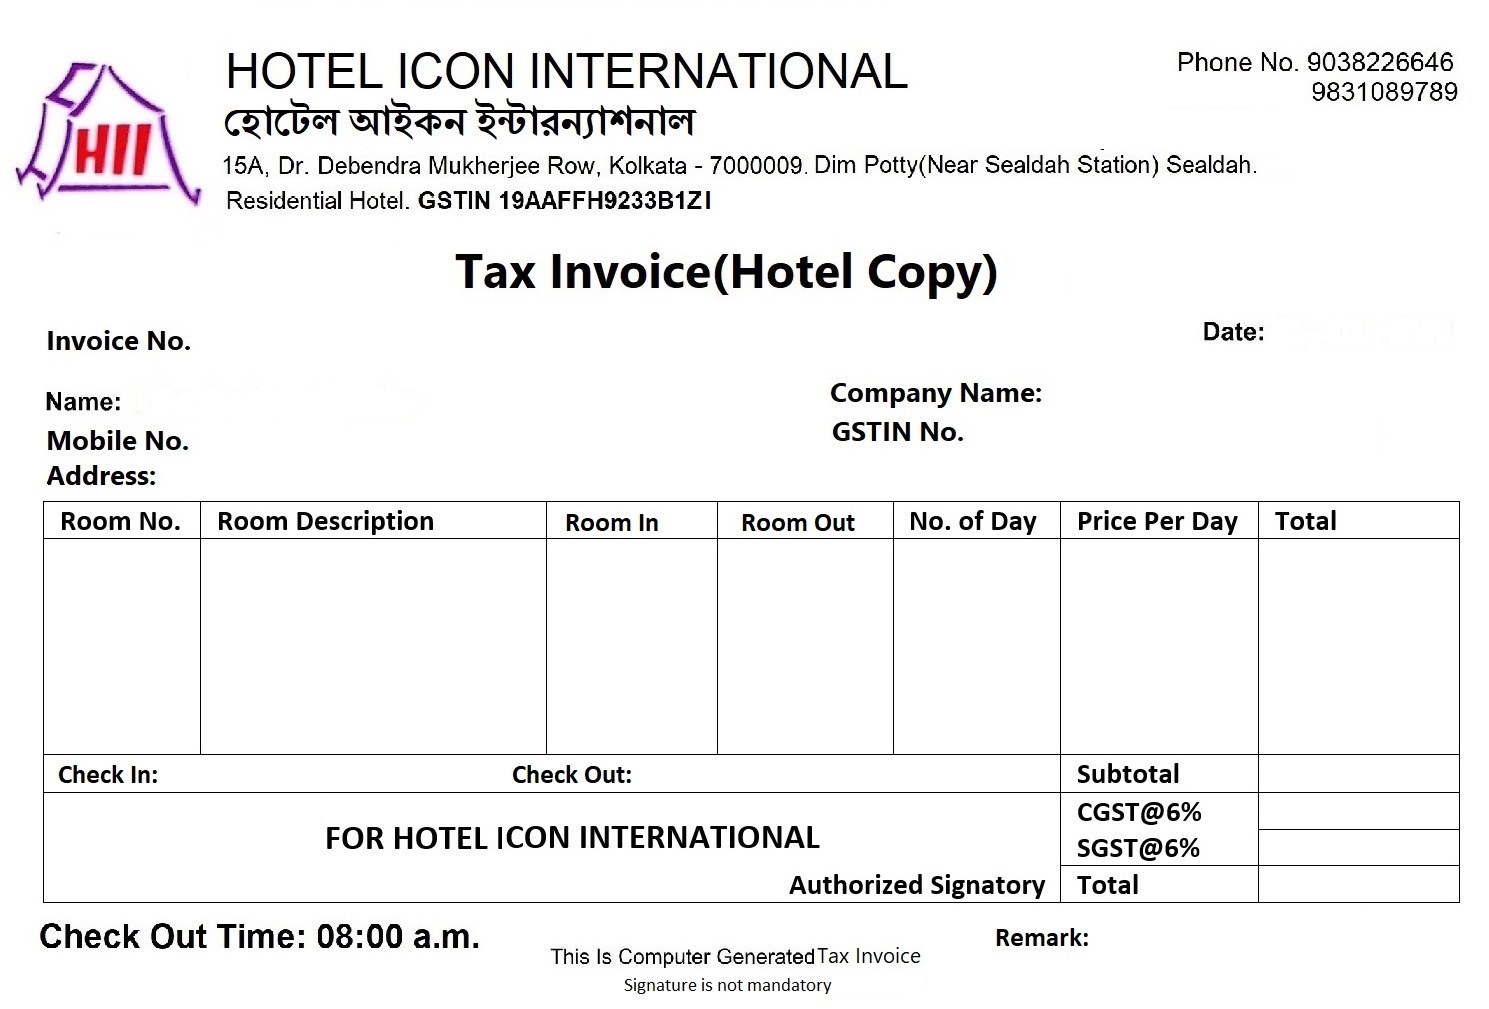 HII
HOTEL ICON INTERNATIONAL
Phone No. 9038226646
9831089789
হোটেল আইকন ইন্টারন্যাশনাল
15A, Dr. Debendra Mukherjee Row, Kolkata - 7000009. Dim Potty(Near Sealdah Station) Sealdah.
Residential Hotel. GSTIN 19AAFFH9233B1ZI
Tax Invoice(Hotel Copy)
Invoice No.
Date:
Name:
Company Name:
Mobile No.
GSTIN No.
Address:
Room No. Room Description Room In Room Out No. of Day Price Per Day Total
Check In: Check Out: Subtotal
CGST@6%
FOR HOTEL ICON INTERNATIONAL
SGST@6%
Authorized Signatory Total
Check Out Time: 08:00 a.m.
Remark:
This Is Computer Generated Tax Invoice
Signature is not mandatory